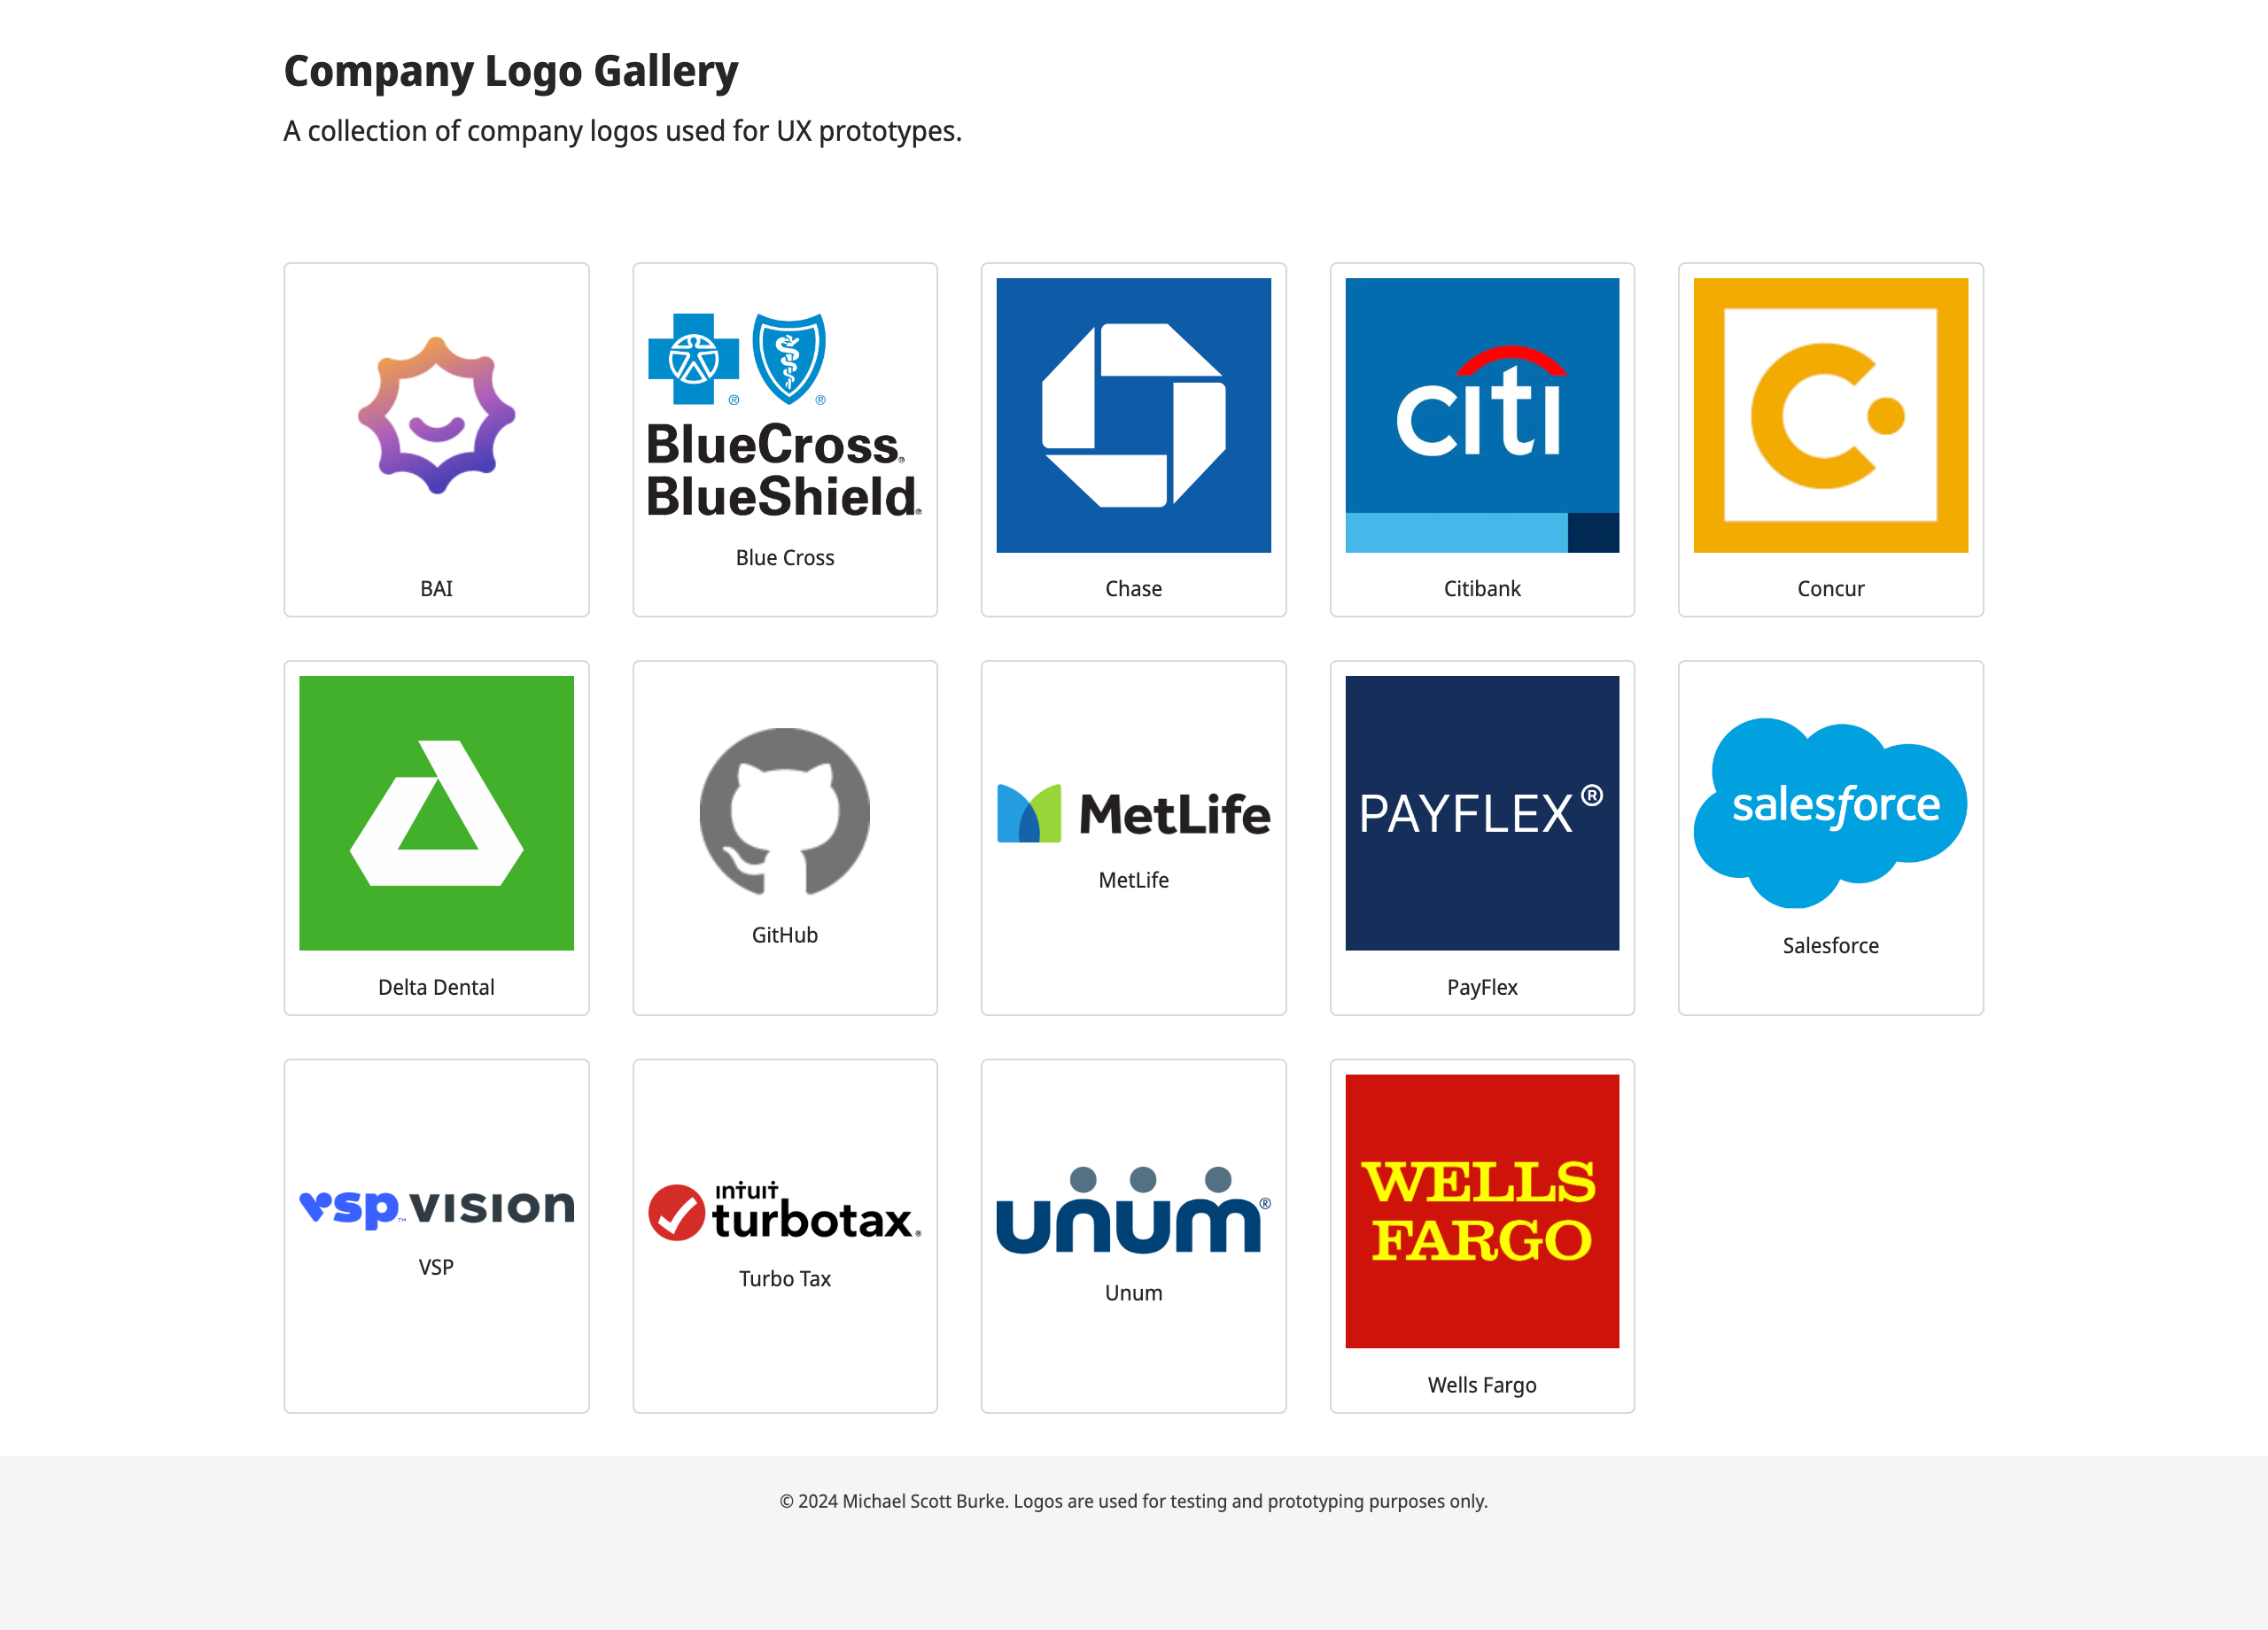 Company Logo Gallery
A collection of company logos used for UX prototypes.
® ®
BlueCross®
BlueShield®
citi
BAI
Blue Cross
Chase
Citibank
Concur
MetLife
PAYFLEX®
salesforce
Delta Dental
GitHub
MetLife
PayFlex
Salesforce
vsp™ vision
intuit
turbotax®
unum®
WELLS
FARGO
VSP
Turbo Tax
Unum
Wells Fargo
© 2024 Michael Scott Burke. Logos are used for testing and prototyping purposes only.